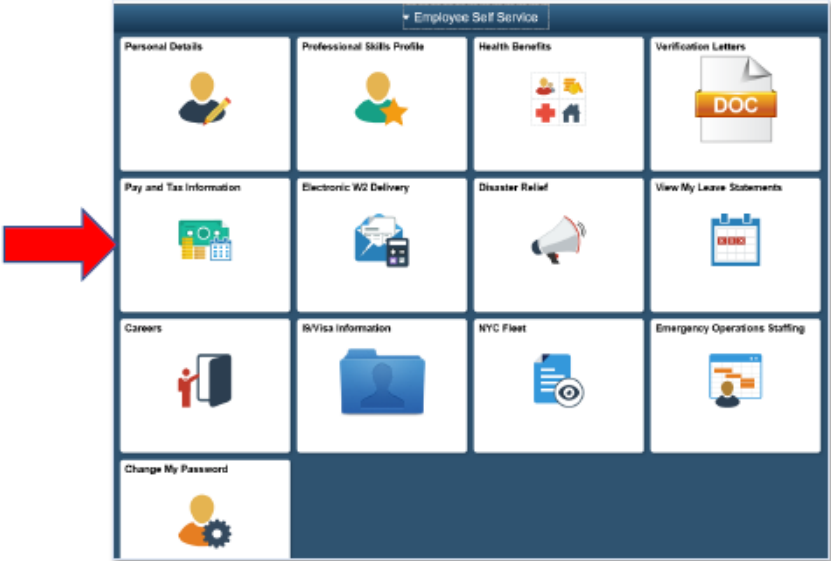 Employee Self Service
Personal Details
Professional Skills Profile
Health Benefits
Verification Letters
DOC
Pay and Tax Information
Electronic W2 Delivery
Disaster Relief
View My Leave Statements
XXX
Careers
I9/Visa Information
NYC Fleet
Emergency Operations Staffing
Change My Password